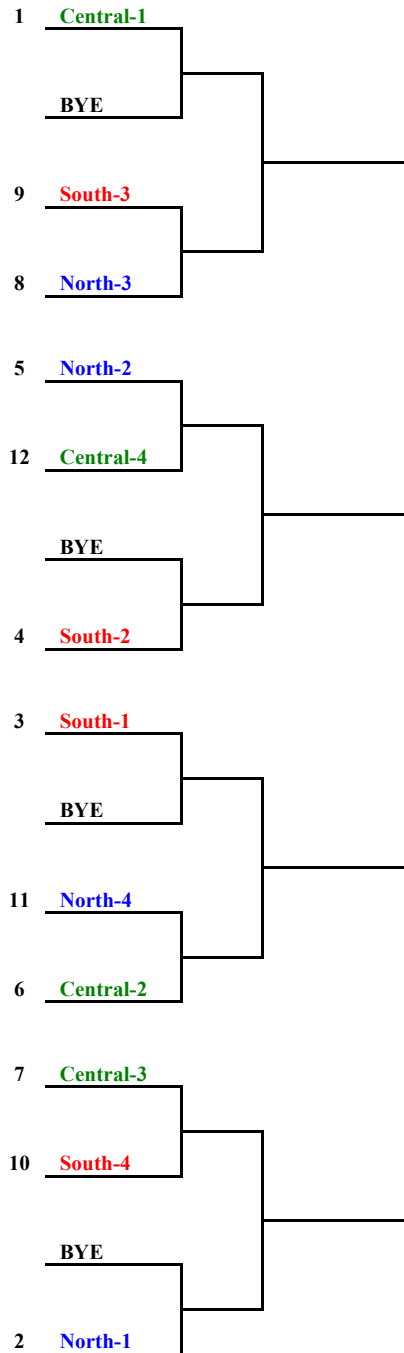 1 Central-1
BYE
9 South-3
8 North-3
5 North-2
12 Central-4
BYE
4 South-2
3 South-1
BYE
11 North-4
6 Central-2
7 Central-3
10 South-4
BYE
2 North-1